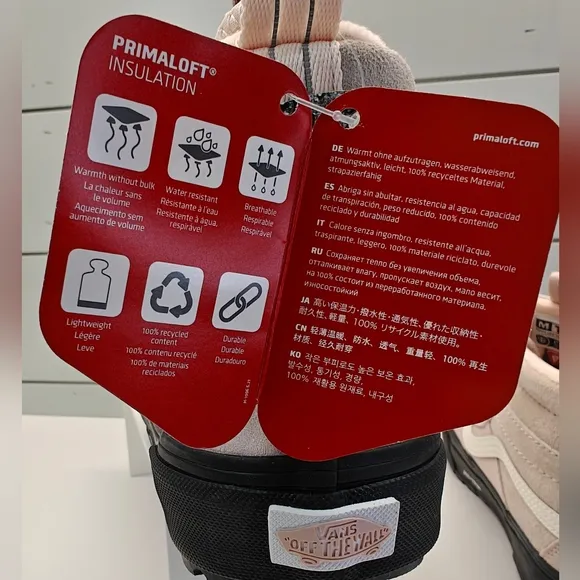 PRIMALOFT®
INSULATION
Warmth without bulk
La chaleur sans
le volume
Aquecimento sem
aumento de volume
Water resistant
Résistante à l'eau
Resistente à agua,
respirável
Breathable
Respirable
Respirável
Lightweight
Légère
Leve
100% recycled
content
100% contenu recyclé
100% de materiais
reciclados
Durable
Durable
Duradouro
primaloft.com
DE Warmt ohne aufzutragen, wasserabweisend,
atmungsaktiv, leicht, 100% recyceltes Material,
strapazierfähig
ES Abriga sin abultar, resistencia al agua, capacidad
de transpiración, peso reducido, 100% contenido
reciclado y durabilidad
IT Calore senza ingombro, resistente all'acqua,
traspirante, leggero, 100% materiale riciclato, durevole
RU Сохраняет тепло без увеличения объема,
отталкивает влагу, пропускает воздух, мало весит,
на 100% состоит из переработанного материала,
износостойкий
JA 高い保温力・撥水性・通気性、優れた収納性・
耐久性、軽量、100% リサイクル素材使用。
CN 轻薄温暖、防水、透气、重量轻、100% 再生
材质、经久耐穿
KO 작은 부피로도 높은 보온 효과,
발수성, 통기성, 경량,
100% 재활용 원재료, 내구성
VANS
"OFF THE WALL"